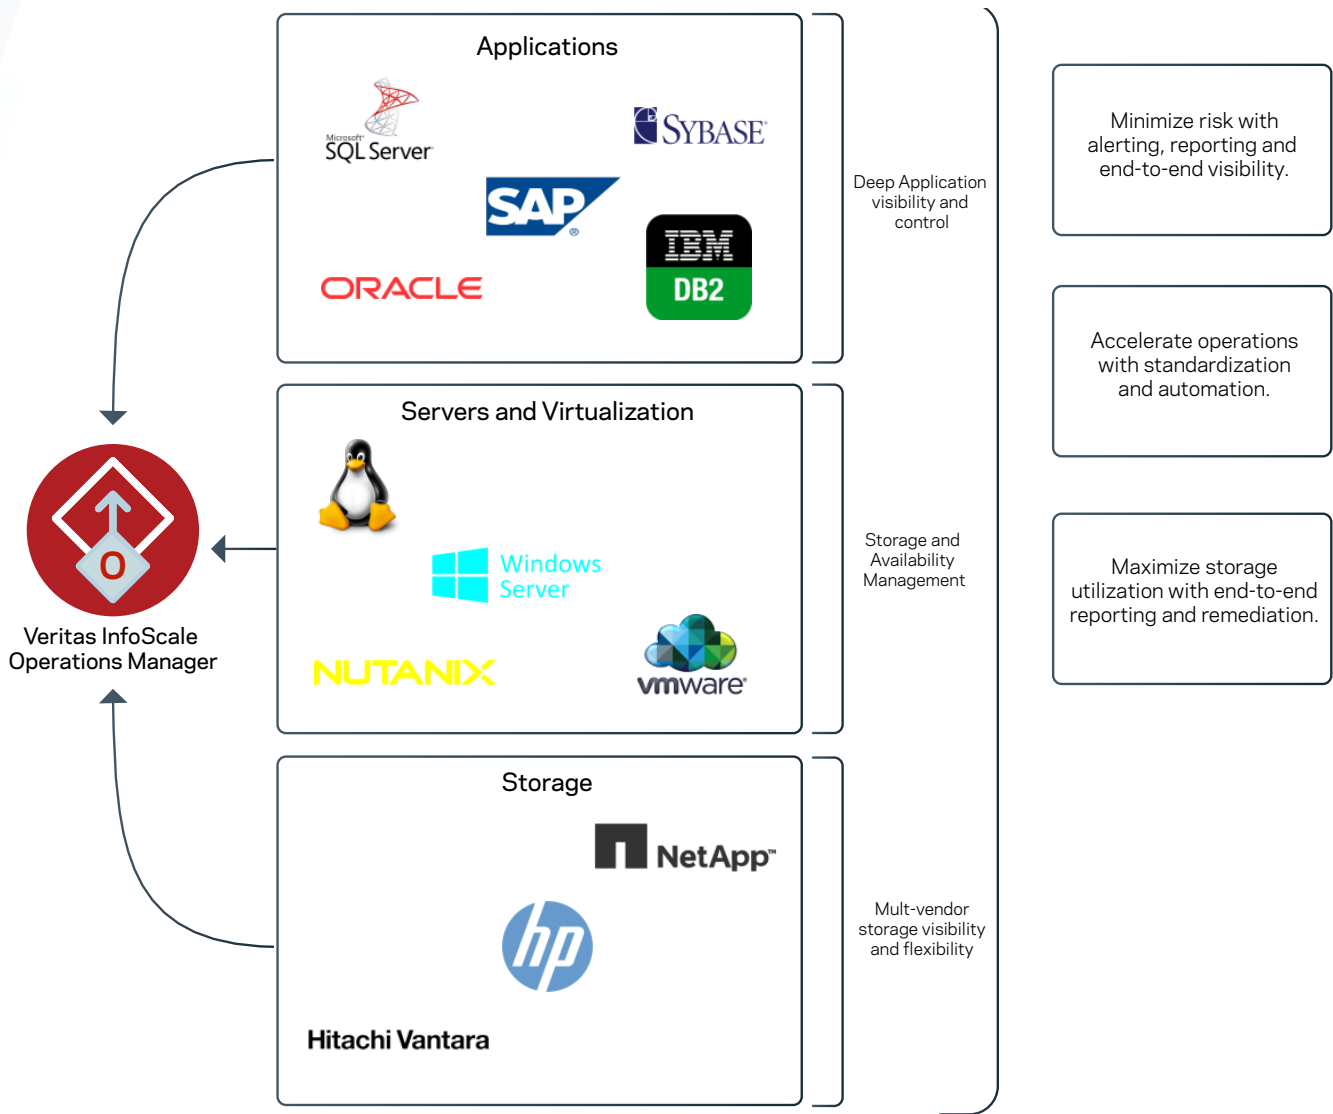 Applications
Microsoft®
SQL Server®
SYBASE®
SAP®
IBM
DB2
ORACLE
Deep Application
visibility and
control
Servers and Virtualization
Windows
Server
NUTANIX
vmware®
Storage and
Availability
Management
Storage
NetApp™
hp
Hitachi Vantara
Mult-vendor
storage visibility
and flexibility
O
Veritas InfoScale
Operations Manager
Minimize risk with
alerting, reporting and
end-to-end visibility.
Accelerate operations
with standardization
and automation.
Maximize storage
utilization with end-to-end
reporting and remediation.